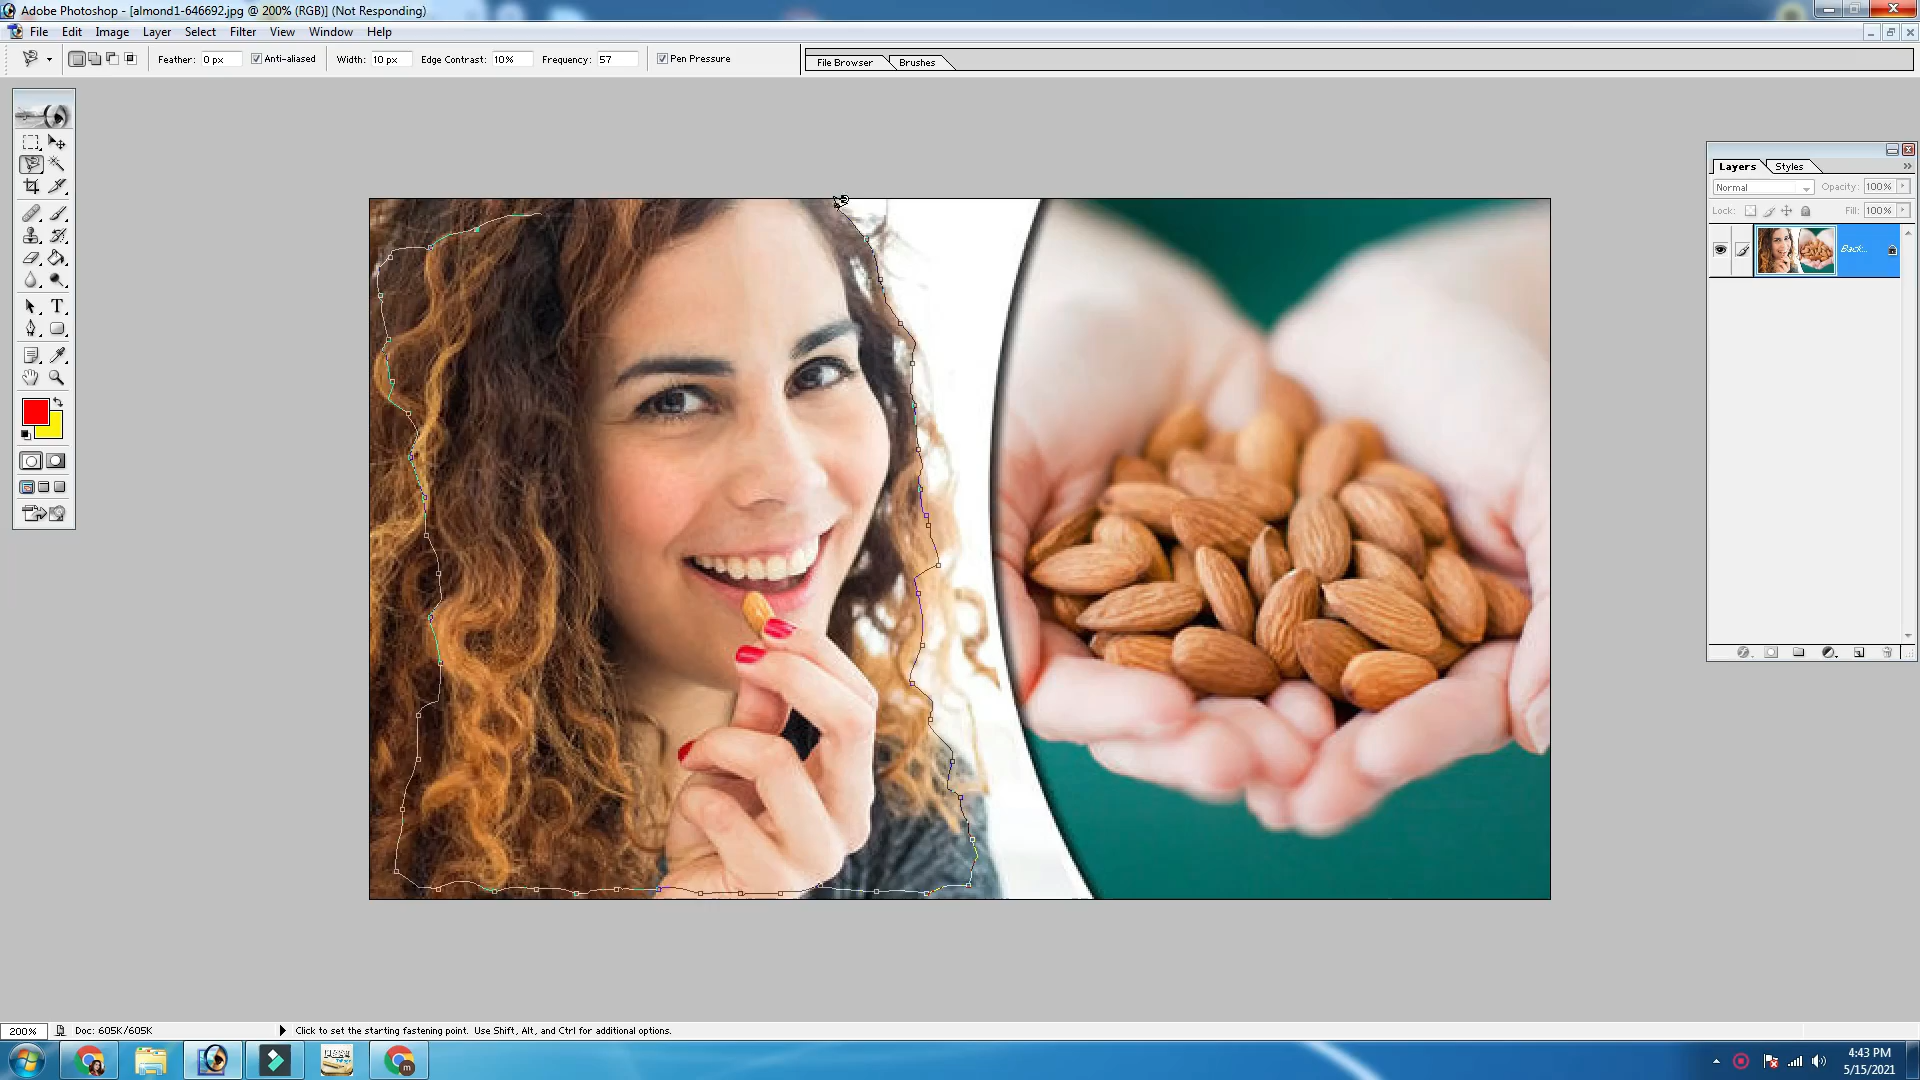 Adobe Photoshop - [almond1-646692.jpg @ 200% (RGB)] (Not Responding)
File Edit Image Layer Select Filter View Window Help
Feather: 0 px Anti-aliased Width: 10 px Edge Contrast: 10% Frequency: 57 Pen Pressure File Browser Brushes
Layers Styles
Normal Opacity: 100%
Lock: Fill: 100%
Back...
T
200% Doc: 605K/605K Click to set the starting fastening point. Use Shift, Alt, and Ctrl for additional options.
m
4:43 PM
5/15/2021